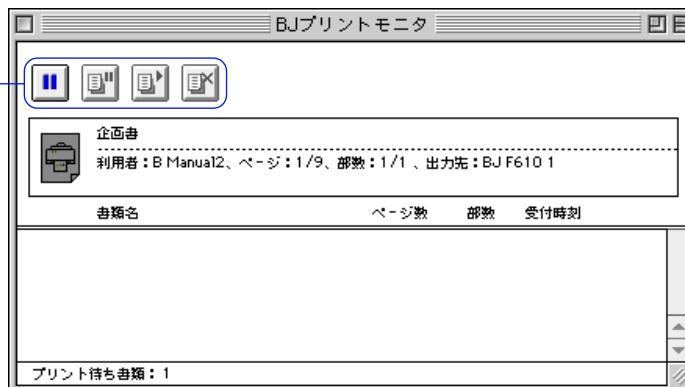 BJプリントモニタ
企画書
利用者：B Manual2、ページ：1/9、部数：1/1 、出力先：BJ F610 1
書類名 ページ数 部数 受付時刻
プリント待ち書類： 1